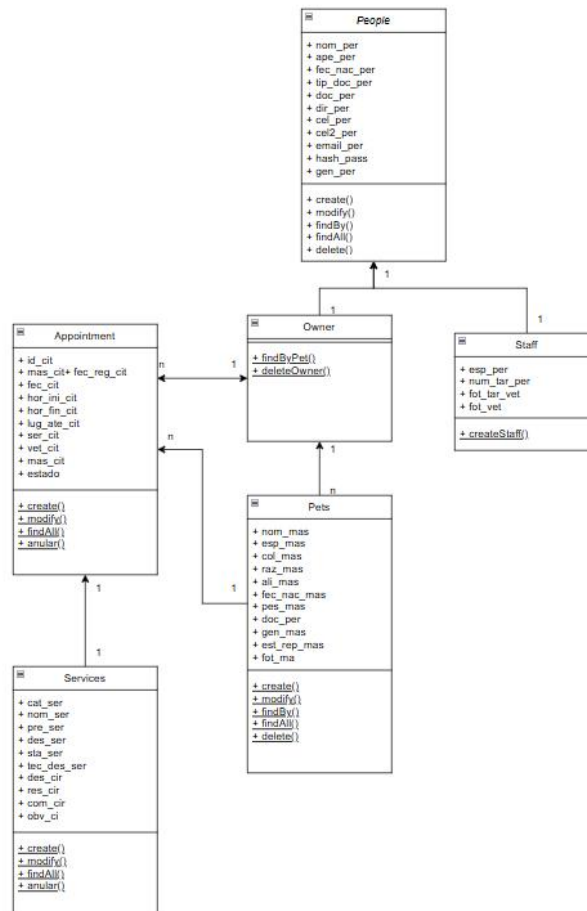 People
+ nom_per
+ ape_per
+ fec_nac_per
+ tip_doc_per
+ doc_per
+ dir_per
+ cel_per
+ cel2_per
+ email_per
+ hash_pass
+ gen_per
+ create()
+ modify()
+ findBy()
+ findAll()
+ delete()
1
1
1
Appointment
+ id_cit
+ mas_cit+ fec_reg_cit
+ fec_cit
+ hor_ini_cit
+ hor_fin_cit
+ lug_ate_cit
+ ser_cit
+ vet_cit
+ mas_cit
+ estado
+ create()
+ modify()
+ findAll()
+ anular()
n
1
n
1
Owner
+ findByPet()
+ deleteOwner()
1
n
Staff
+ esp_per
+ num_tar_per
+ fot_tar_vet
+ fot_vet
+ createStaff()
Pets
+ nom_mas
+ esp_mas
+ col_mas
+ raz_mas
+ ali_mas
+ fec_nac_mas
+ pes_mas
+ doc_per
+ gen_mas
+ est_rep_mas
+ fot_ma
+ create()
+ modify()
+ findBy()
+ findAll()
+ delete()
1
1
Services
+ cat_ser
+ nom_ser
+ pre_ser
+ des_ser
+ sta_ser
+ tec_des_ser
+ des_cir
+ res_cir
+ com_cir
+ obv_ci
+ create()
+ modify()
+ findAll()
+ anular()